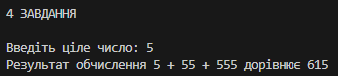 4 ЗАВДАННЯ
Введіть ціле число: 5
Результат обчислення 5 + 55 + 555 дорівнює 615